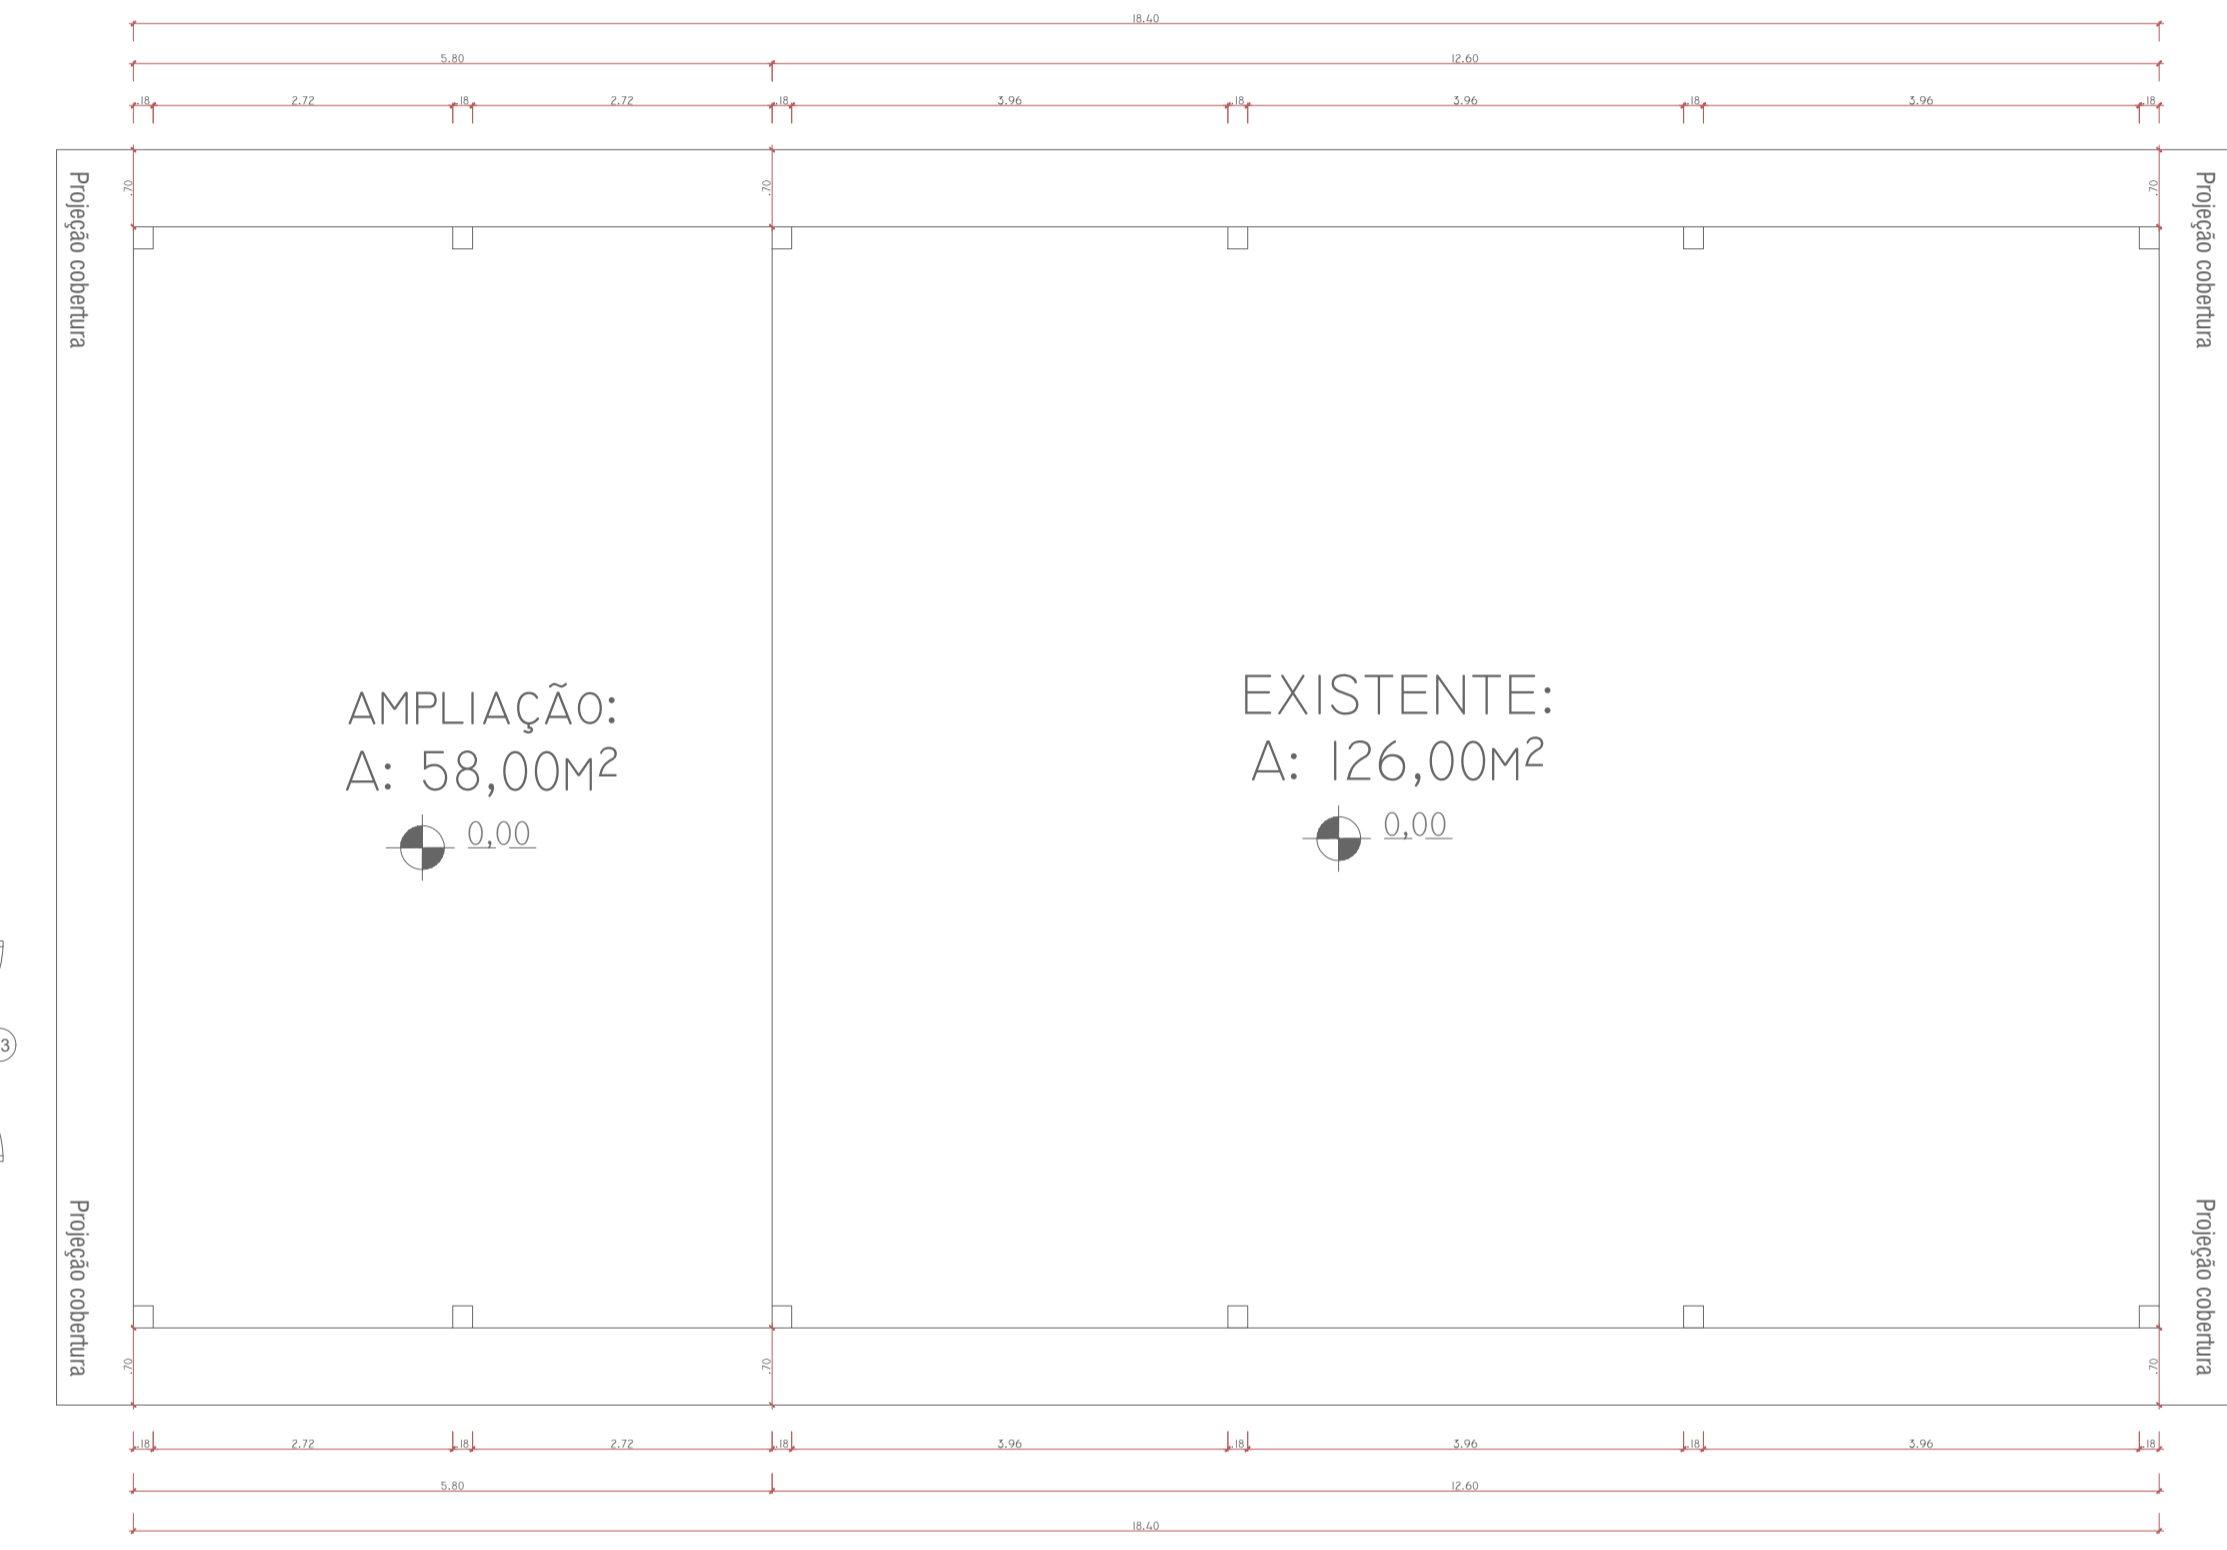 18.40
5.80 12.60
.18 2.72 .18 2.72 .18 3.96 .18 3.96 .18 3.96 .18
.70 .70 .70
Projeção cobertura Projeção cobertura
AMPLIAÇÃO:
A: 58,00M²
0,00
EXISTENTE:
A: 126,00M²
0,00
3
Projeção cobertura Projeção cobertura
.70 .70 .70
.18 2.72 .18 2.72 .18 3.96 .18 3.96 .18 3.96 .18
5.80 12.60
18.40